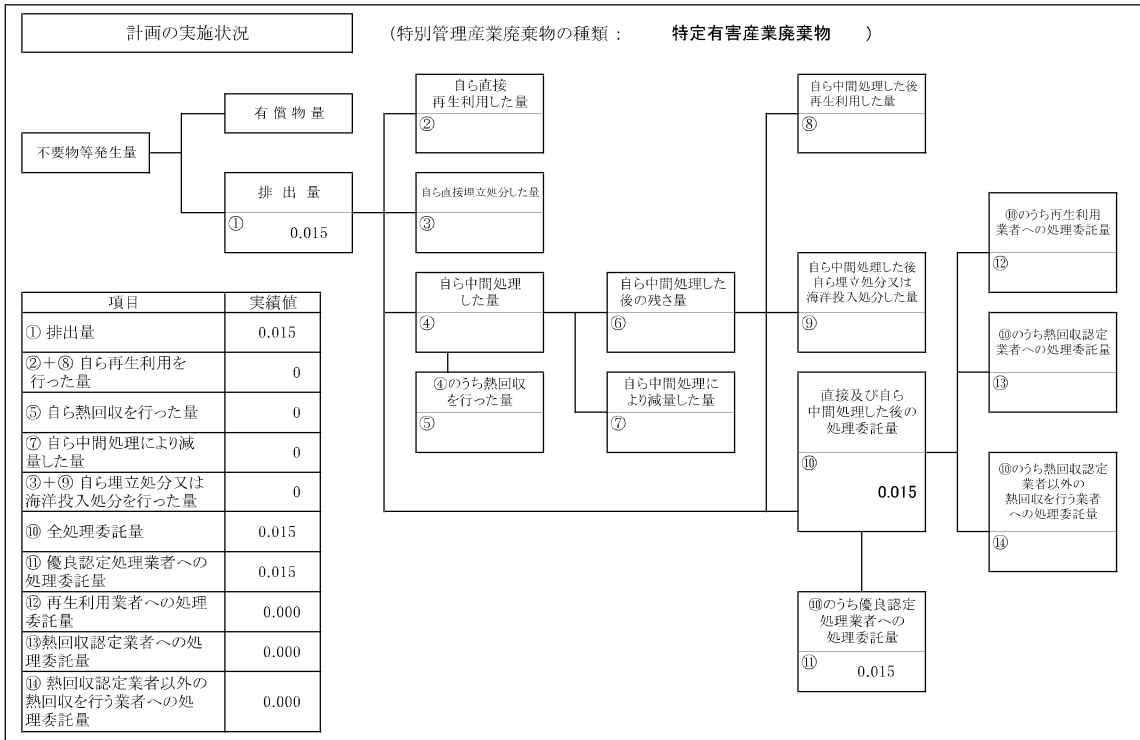 計画の実施状況
(特別管理産業廃棄物の種類： 特定有害産業廃棄物 )
不要物等発生量
有償物量
排出量
① 0.015
自ら直接
再生利用した量
②
自ら直接埋立処分した量
③
自ら中間処理
した量
④
④のうち熱回収
を行った量
⑤
自ら中間処理した
後の残さ量
⑥
自ら中間処理に
より減量した量
⑦
自ら中間処理した後
再生利用した量
⑧
自ら中間処理した後
自ら埋立処分又は
海洋投入処分した量
⑨
直接及び自ら
中間処理した後の
処理委託量
⑩
0.015
⑩のうち優良認定
処理業者への
処理委託量
⑪ 0.015
⑩のうち再生利用
業者への処理委託量
⑫
⑩のうち熱回収認定
業者への処理委託量
⑬
⑩のうち熱回収認定
業者以外の
熱回収を行う業者
への処理委託量
⑭
項目 実績値
① 排出量 0.015
②＋⑧ 自ら再生利用を
行った量 0
⑤ 自ら熱回収を行った量 0
⑦ 自ら中間処理により減
量した量 0
③＋⑨ 自ら埋立処分又は
海洋投入処分を行った量 0
⑩ 全処理委託量 0.015
⑪ 優良認定処理業者への
処理委託量 0.015
⑫ 再生利用業者への処理
委託量 0.000
⑬熱回収認定業者への処
理委託量 0.000
⑭ 熱回収認定業者以外の
熱回収を行う業者への処
理委託量 0.000